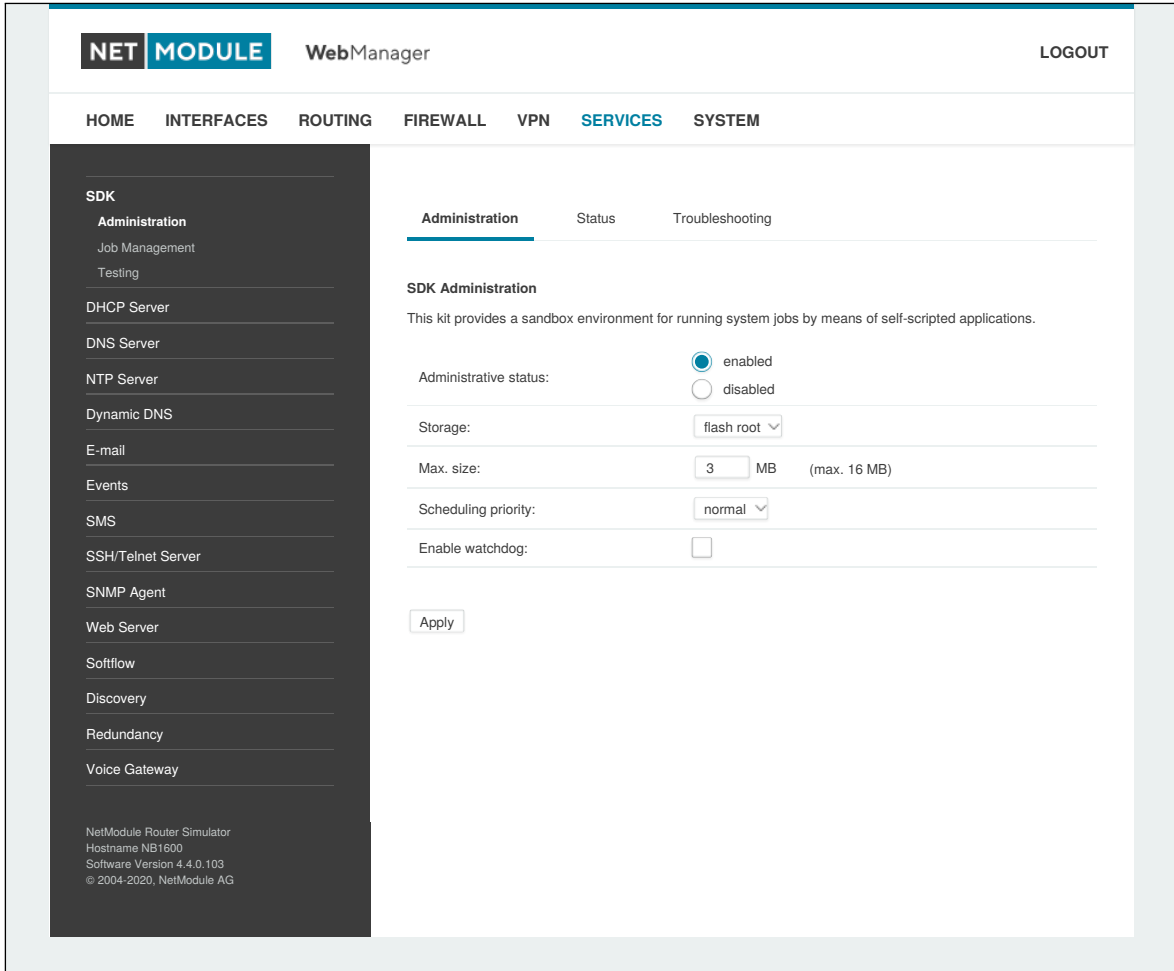 NET MODULE WebManager LOGOUT
HOME INTERFACES ROUTING FIREWALL VPN SERVICES SYSTEM
SDK
Administration
Job Management
Testing
DHCP Server
DNS Server
NTP Server
Dynamic DNS
E-mail
Events
SMS
SSH/Telnet Server
SNMP Agent
Web Server
Softflow
Discovery
Redundancy
Voice Gateway
NetModule Router Simulator
Hostname NB1600
Software Version 4.4.0.103
© 2004-2020, NetModule AG
Administration Status Troubleshooting
SDK Administration
This kit provides a sandbox environment for running system jobs by means of self-scripted applications.
Administrative status:
enabled
disabled
Storage: flash root
Max. size: 3 MB (max. 16 MB)
Scheduling priority: normal
Enable watchdog:
Apply